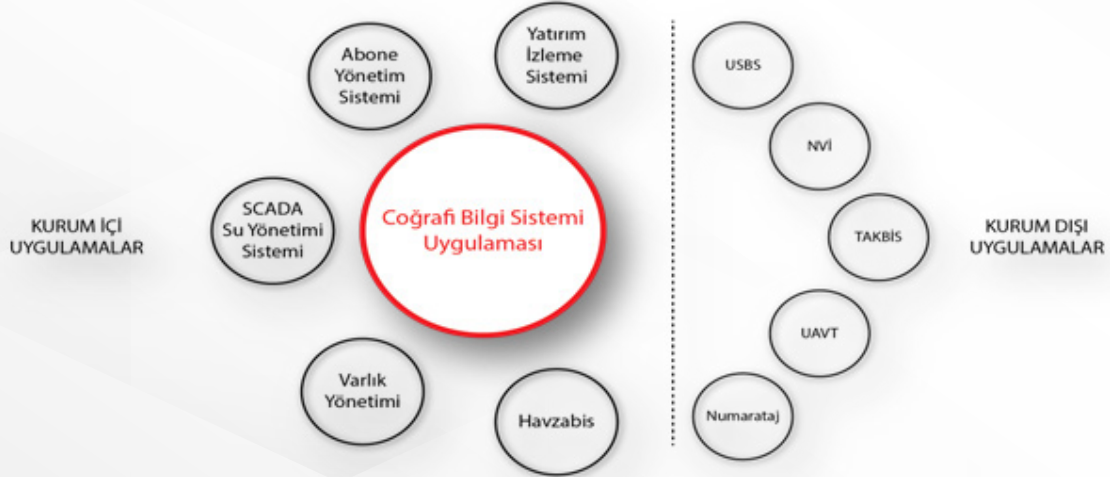 KURUM İÇİ
UYGULAMALAR
Abone
Yönetim
Sistemi
Yatırım
İzleme
Sistemi
SCADA
Su Yönetimi
Sistemi
Coğrafi Bilgi Sistemi
Uygulaması
Varlık
Yönetimi
Havzabis
USBS
NVİ
TAKBİS
UAVT
Numarataj
KURUM DIŞI
UYGULAMALAR